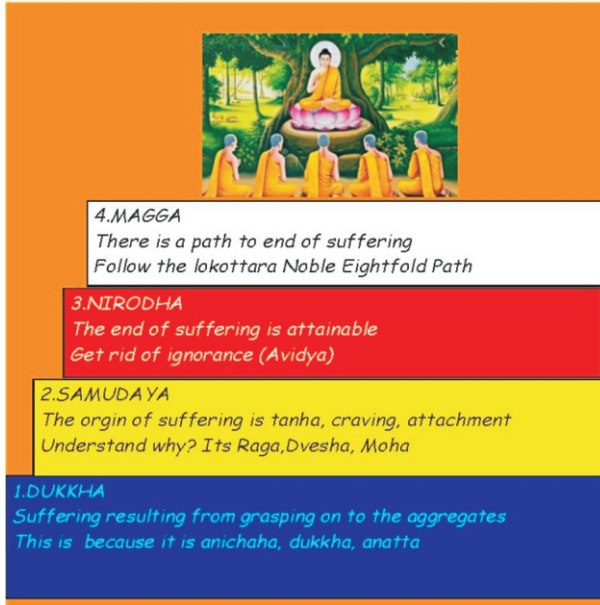 4.MAGGA
There is a path to end of suffering
Follow the lokottara Noble Eightfold Path
3.NIRODHA
The end of suffering is attainable
Get rid of ignorance (Avidya)
2.SAMUDAYA
The orgin of suffering is tanha, craving, attachment
Understand why? Its Raga,Dvesha, Moha
1.DUKKHA
Suffering resulting from grasping on to the aggregates
This is because it is anichaha, dukkha, anatta